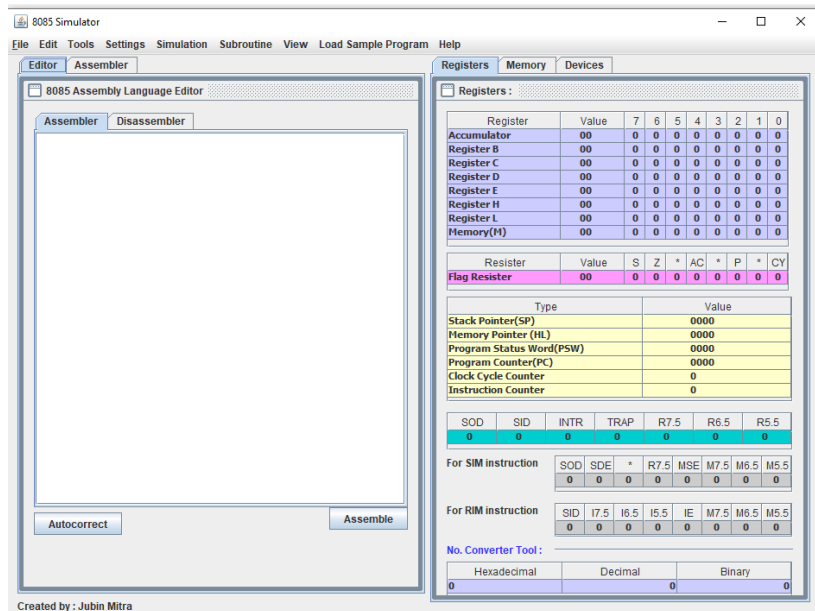 8085 Simulator
File Edit Tools Settings Simulation Subroutine View Load Sample Program Help
Editor Assembler
8085 Assembly Language Editor
Assembler Disassembler
Autocorrect
Assemble
Registers Memory Devices
Registers :
Register Value 7 6 5 4 3 2 1 0
Accumulator 00 0 0 0 0 0 0 0 0
Register B 00 0 0 0 0 0 0 0 0
Register C 00 0 0 0 0 0 0 0 0
Register D 00 0 0 0 0 0 0 0 0
Register E 00 0 0 0 0 0 0 0 0
Register H 00 0 0 0 0 0 0 0 0
Register L 00 0 0 0 0 0 0 0 0
Memory(M) 00 0 0 0 0 0 0 0 0
Resister Value S Z * AC * P * CY
Flag Resister 00 0 0 0 0 0 0 0 0
Type Value
Stack Pointer(SP) 0000
Memory Pointer (HL) 0000
Program Status Word(PSW) 0000
Program Counter(PC) 0000
Clock Cycle Counter 0
Instruction Counter 0
SOD SID INTR TRAP R7.5 R6.5 R5.5
0 0 0 0 0 0 0
For SIM instruction SOD SDE * R7.5 MSE M7.5 M6.5 M5.5
0 0 0 0 0 0 0 0
For RIM instruction SID I7.5 I6.5 I5.5 IE M7.5 M6.5 M5.5
0 0 0 0 0 0 0 0
No. Converter Tool :
Hexadecimal Decimal Binary
0 0 0
Created by : Jubin Mitra